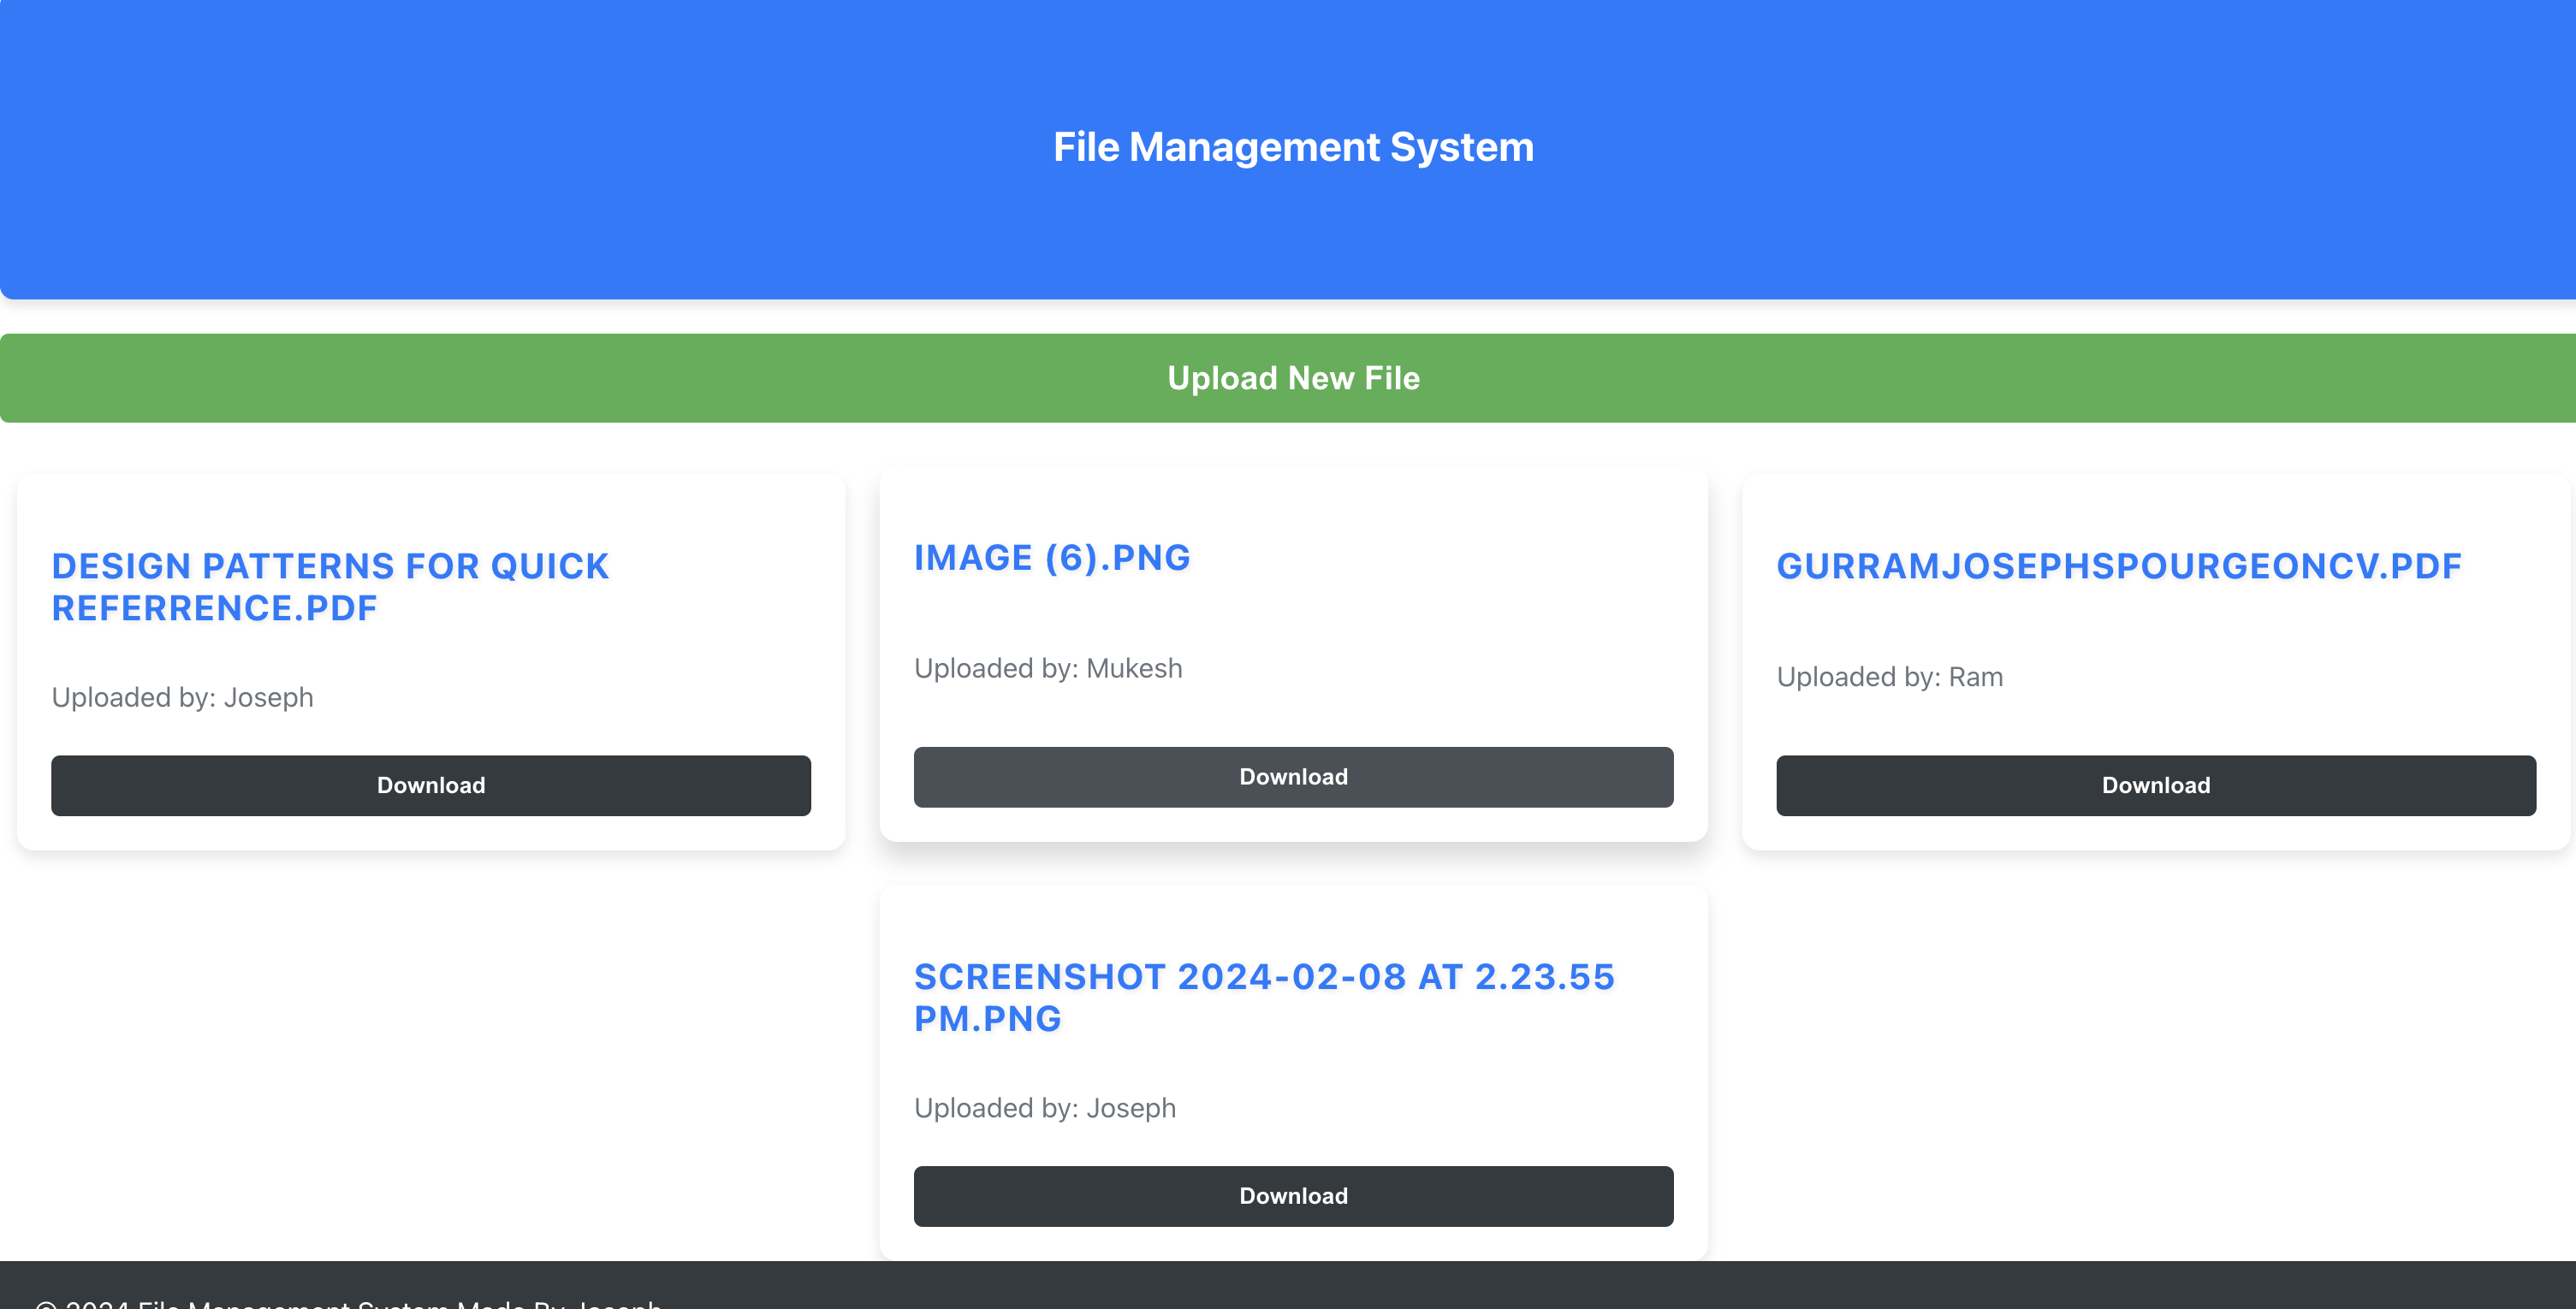 File Management System
Upload New File
DESIGN PATTERNS FOR QUICK
REFERRENCE.PDF
Uploaded by: Joseph
Download
IMAGE (6).PNG
Uploaded by: Mukesh
Download
GURRAMJOSEPHSPOURGEONCV.PDF
Uploaded by: Ram
Download
SCREENSHOT 2024-02-08 AT 2.23.55
PM.PNG
Uploaded by: Joseph
Download
© 2024 File Management System Made By Joseph